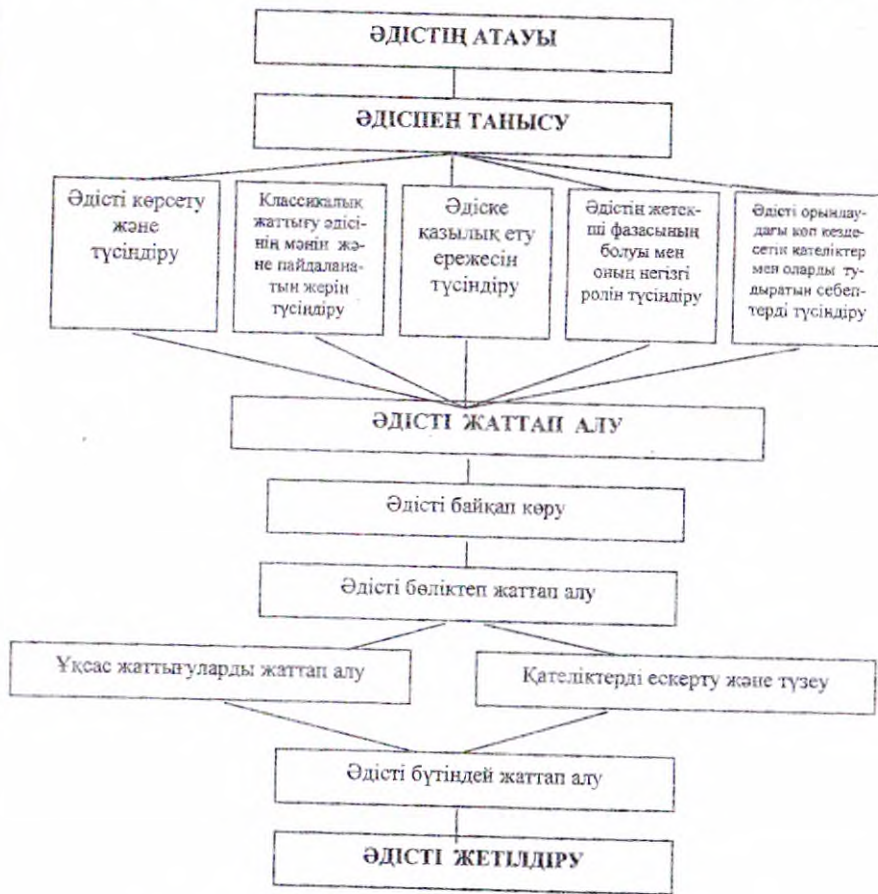 ӘДІСТІҢ АТАУЫ
ӘДІСПЕН ТАНЫСУ
Әдісті көрсету
және
түсіндіру
Классикалық
жаттығу әдісі-
нің мәнін жә-
не пайдалана-
тын жерін
түсіндіру
Әдіске
қазылық ету
ережесін
түсіндіру
Әдістің жетек-
ші фазасының
болуы мен
оның негізгі
ролін түсіндіру
Әдісті орындау-
дағы көп кезде-
сетін қателіктер
мен оларды ту-
дыратын себеп-
терді түсіндіру
ӘДІСТІ ЖАТТАП АЛУ
Әдісті байқап көру
Әдісті бөліктеп жаттап алу
Ұқсас жаттығуларды жаттап алу
Қателіктерді ескерту және түзеу
Әдісті бүтіндей жаттап алу
ӘДІСТІ ЖЕТІЛДІРУ